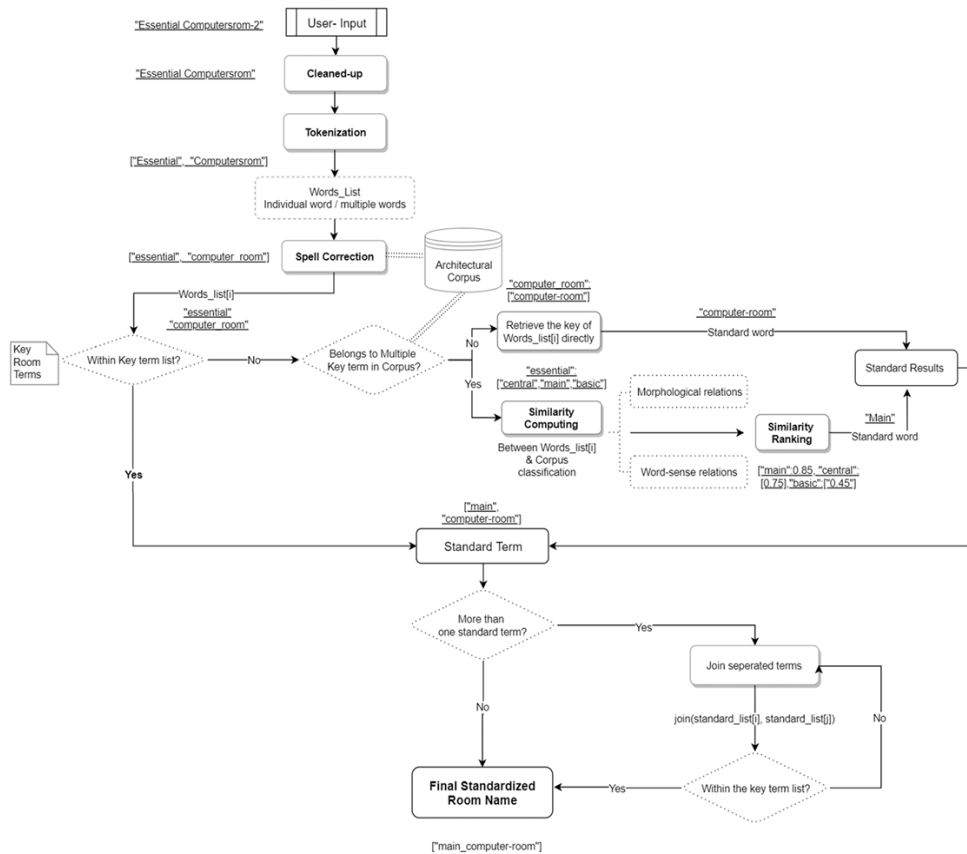 "Essential Computersrom-2"
User- Input
"Essential Computersrom"
Cleaned-up
Tokenization
["Essential", "Computersrom"]
Words_List
Individual word / multiple words
["essential", "computer_room"]
Spell Correction
Architectural
Corpus
Words_list[i]
"essential"
"computer_room"
"computer_room":
["computer-room"]
"computer-room"
Key
Room
Terms
Within Key term list?
No
Belongs to Multiple
Key term in Corpus?
No
Retrieve the key of
Words_list[i] directly
Standard word
Standard Results
Yes
"essential":
["central","main","basic"]
Similarity
Computing
Between Words_list[i]
& Corpus
classification
Morphological relations
Word-sense relations
Similarity
Ranking
"Main"
Standard word
["main":0.85, "central":
[0.75],"basic":["0.45"]
Yes
["main",
"computer-room"]
Standard Term
More than
one standard term?
Yes
Join seperated terms
No
join(standard_list[i], standard_list[j])
No
Final Standardized
Room Name
Yes
Within the key term list?
["main_computer-room"]